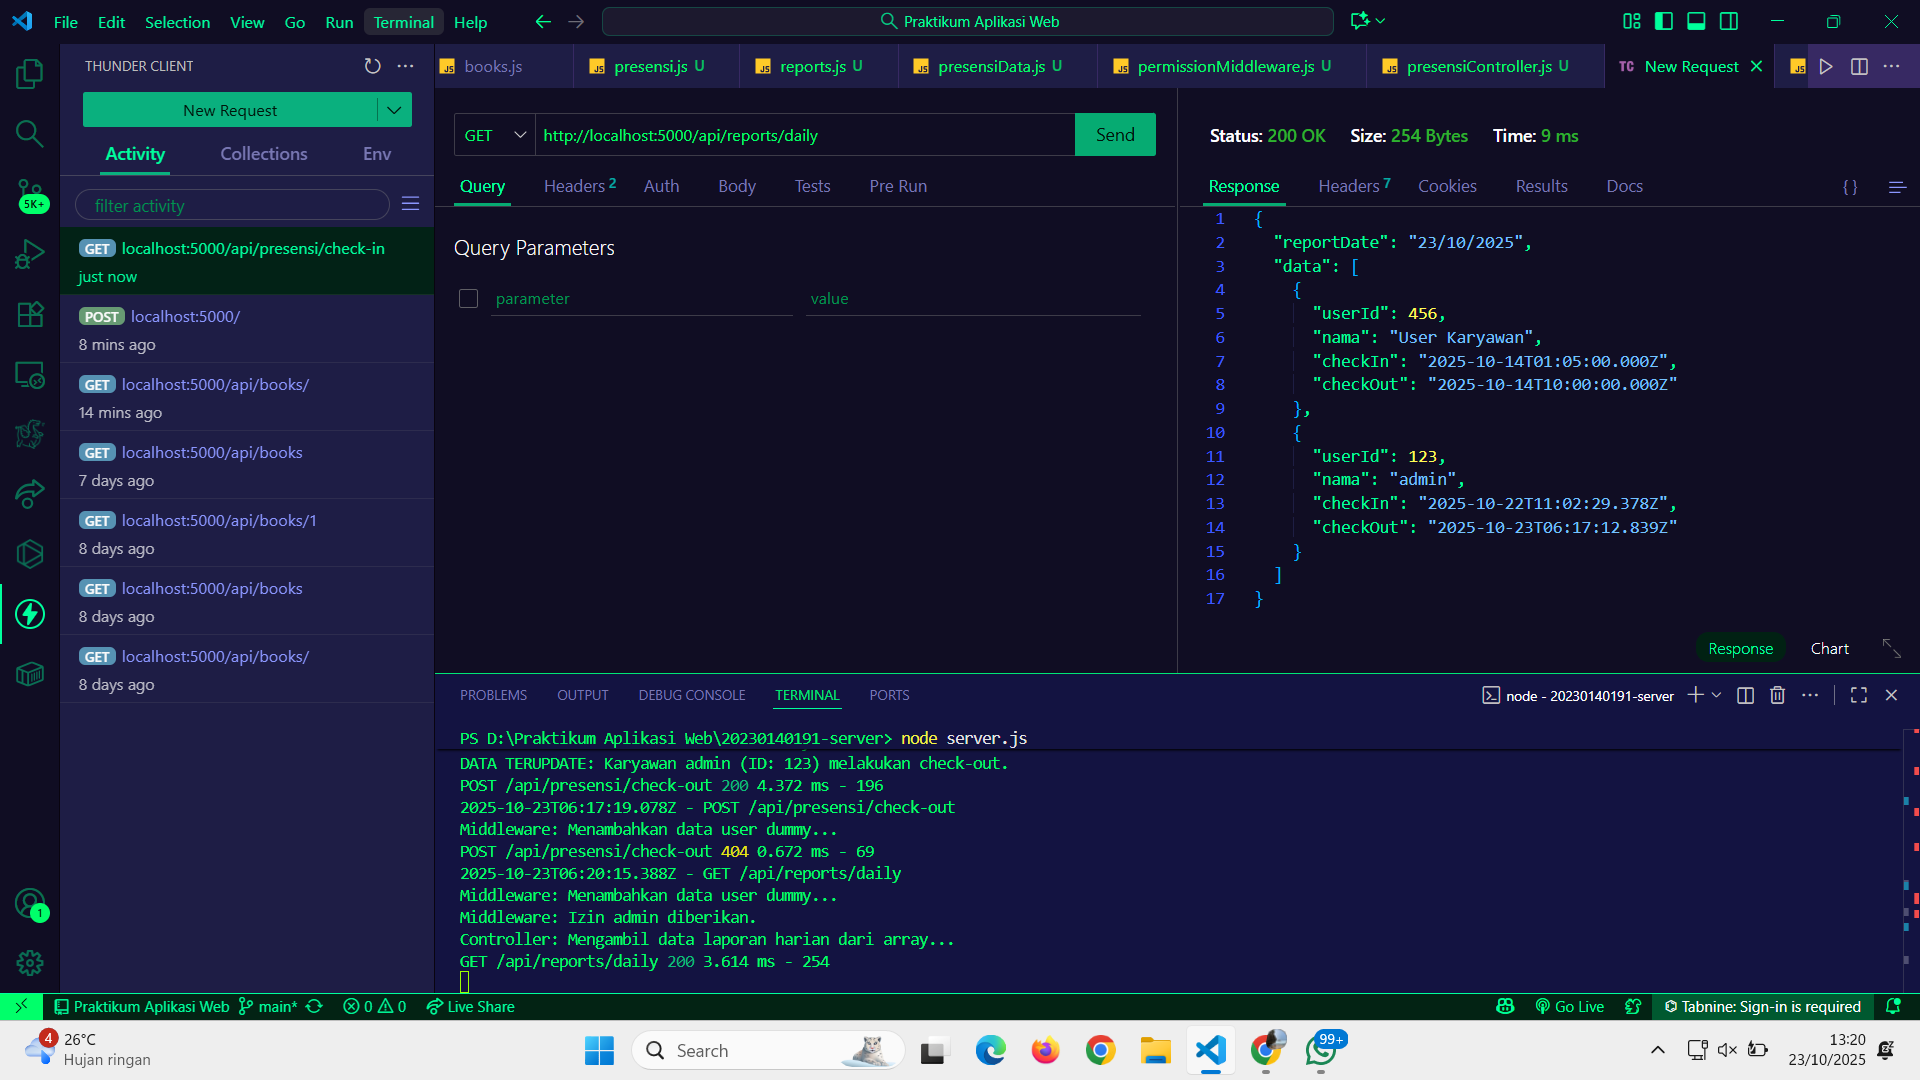 File Edit Selection View Go Run Terminal Help
Praktikum Aplikasi Web
THUNDER CLIENT
New Request
Activity Collections Env
filter activity
GET localhost:5000/api/presensi/check-in
just now
POST localhost:5000/
8 mins ago
GET localhost:5000/api/books/
14 mins ago
GET localhost:5000/api/books
7 days ago
GET localhost:5000/api/books/1
8 days ago
GET localhost:5000/api/books
8 days ago
GET localhost:5000/api/books/
8 days ago
5K+
1
JS books.js JS presensi.js U JS reports.js U JS presensiData.js U JS permissionMiddleware.js U JS presensiController.js U TC New Request JS
GET http://localhost:5000/api/reports/daily Send
Query Headers 2 Auth Body Tests Pre Run
Query Parameters
parameter value
Status: 200 OK Size: 254 Bytes Time: 9 ms
Response Headers 7 Cookies Results Docs {}
1 {
2 "reportDate": "23/10/2025",
3 "data": [
4 {
5 "userId": 456,
6 "nama": "User Karyawan",
7 "checkIn": "2025-10-14T01:05:00.000Z",
8 "checkOut": "2025-10-14T10:00:00.000Z"
9 },
10 {
11 "userId": 123,
12 "nama": "admin",
13 "checkIn": "2025-10-22T11:02:29.378Z",
14 "checkOut": "2025-10-23T06:17:12.839Z"
15 }
16 ]
17 }
Response Chart
PROBLEMS OUTPUT DEBUG CONSOLE TERMINAL PORTS
node - 20230140191-server
PS D:\Praktikum Aplikasi Web\20230140191-server> node server.js
DATA TERUPDATE: Karyawan admin (ID: 123) melakukan check-out.
POST /api/presensi/check-out 200 4.372 ms - 196
2025-10-23T06:17:19.078Z - POST /api/presensi/check-out
Middleware: Menambahkan data user dummy...
POST /api/presensi/check-out 404 0.672 ms - 69
2025-10-23T06:20:15.388Z - GET /api/reports/daily
Middleware: Menambahkan data user dummy...
Middleware: Izin admin diberikan.
Controller: Mengambil data laporan harian dari array...
GET /api/reports/daily 200 3.614 ms - 254
Praktikum Aplikasi Web main* 0 0 Live Share
Go Live Tabnine: Sign-in is required
4
26°C
Hujan ringan
Search
99+
13:20
23/10/2025